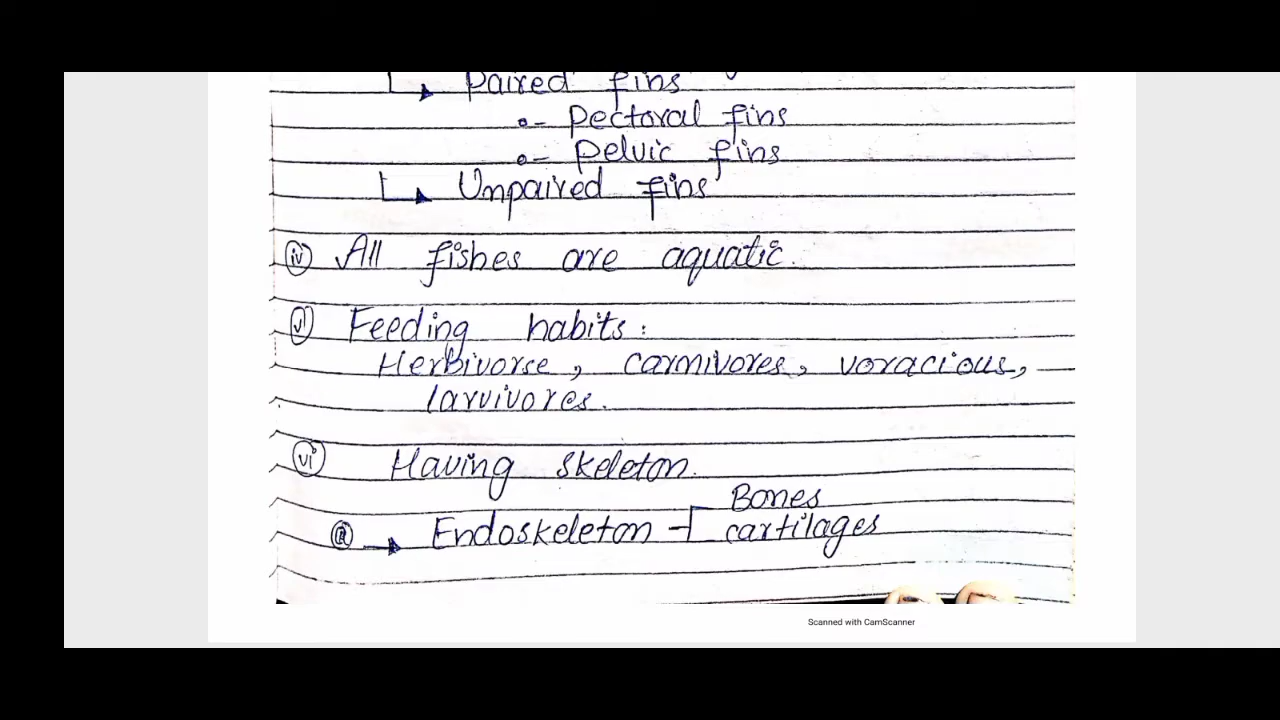 ↳ Paired fins
o- Pectoral fins
o- Pelvic fins
↳ Unpaired fins
(iv) All fishes are aquatic.
(v) Feeding habits:
Herbivorse, carnivores, voracious,
larvivores.
(vi) Having skeleton.
→ Endoskeleton - [ Bones
cartilages
Scanned with CamScanner